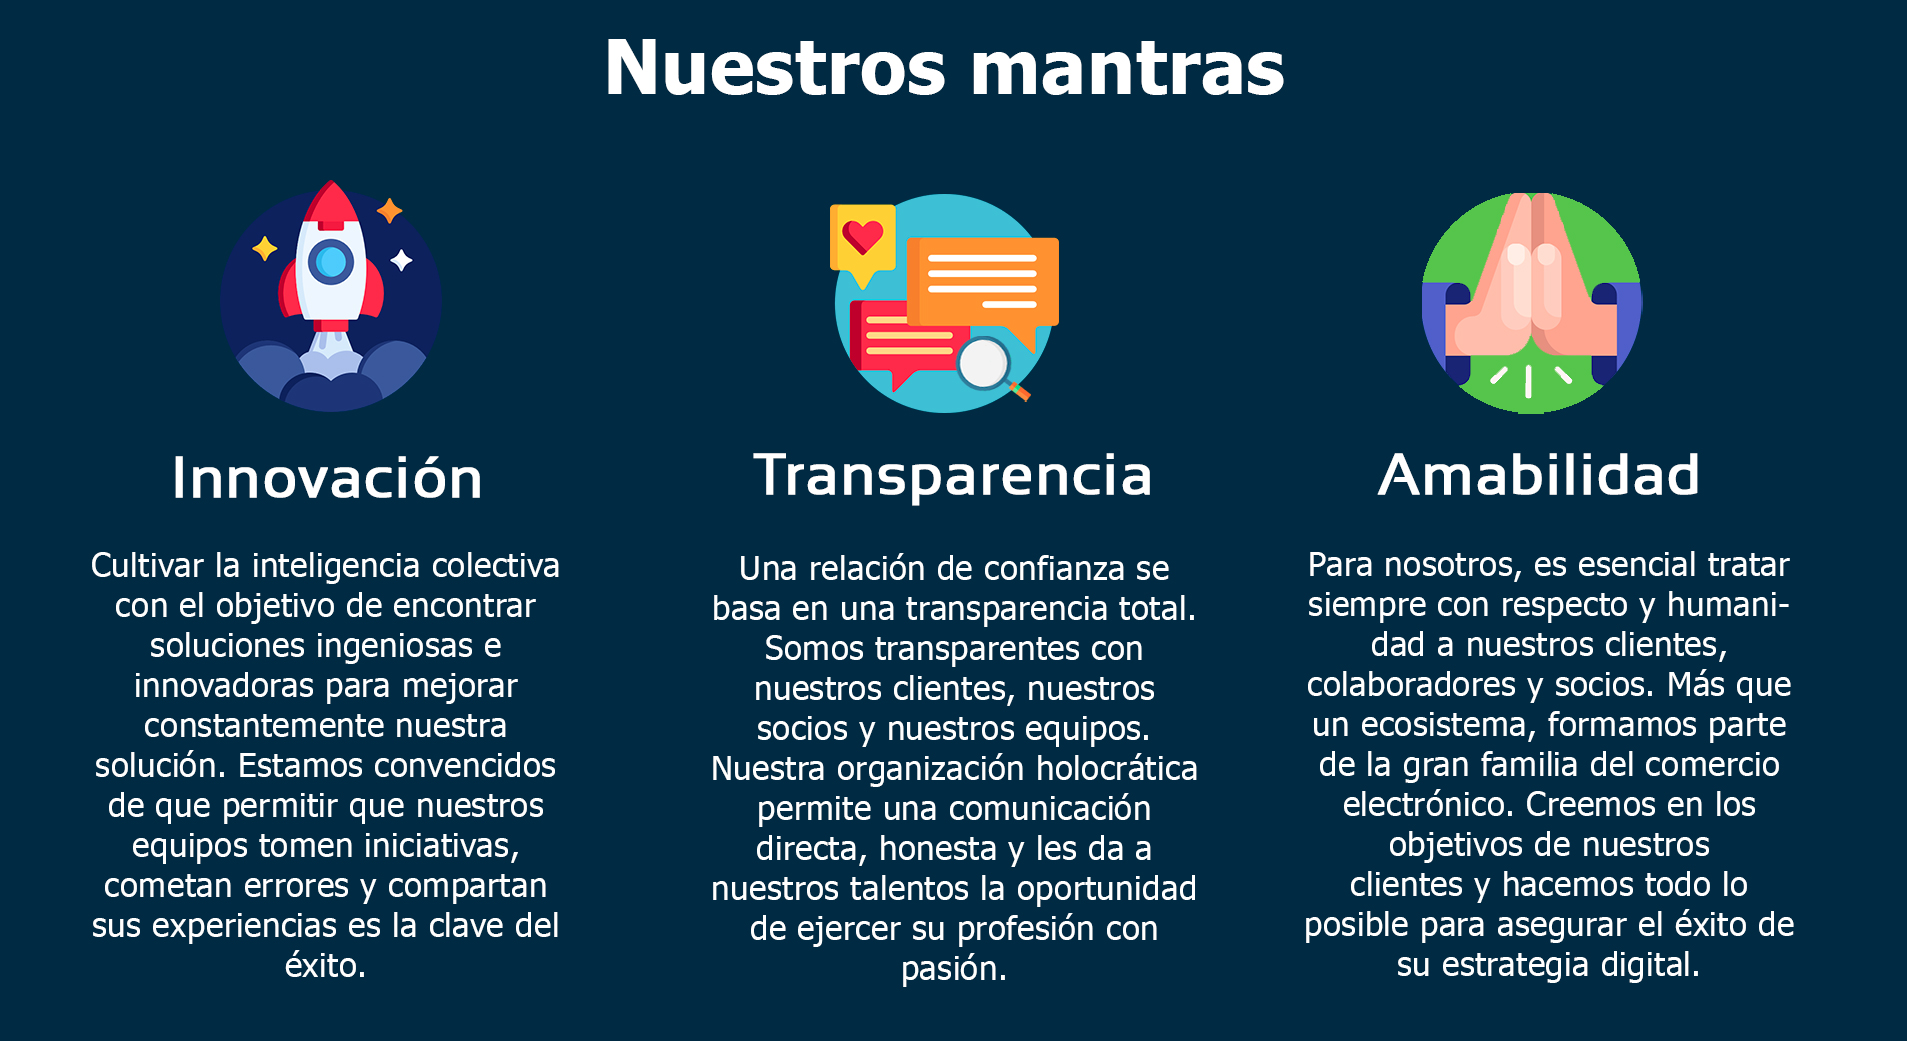 Nuestros mantras
Innovación
Cultivar la inteligencia colectiva
con el objetivo de encontrar
soluciones ingeniosas e
innovadoras para mejorar
constantemente nuestra
solución. Estamos convencidos
de que permitir que nuestros
equipos tomen iniciativas,
cometan errores y compartan
sus experiencias es la clave del
éxito.
Transparencia
Una relación de confianza se
basa en una transparencia total.
Somos transparentes con
nuestros clientes, nuestros
socios y nuestros equipos.
Nuestra organización holocrática
permite una comunicación
directa, honesta y les da a
nuestros talentos la oportunidad
de ejercer su profesión con
pasión.
Amabilidad
Para nosotros, es esencial tratar
siempre con respecto y humani-
dad a nuestros clientes,
colaboradores y socios. Más que
un ecosistema, formamos parte
de la gran familia del comercio
electrónico. Creemos en los
objetivos de nuestros
clientes y hacemos todo lo
posible para asegurar el éxito de
su estrategia digital.